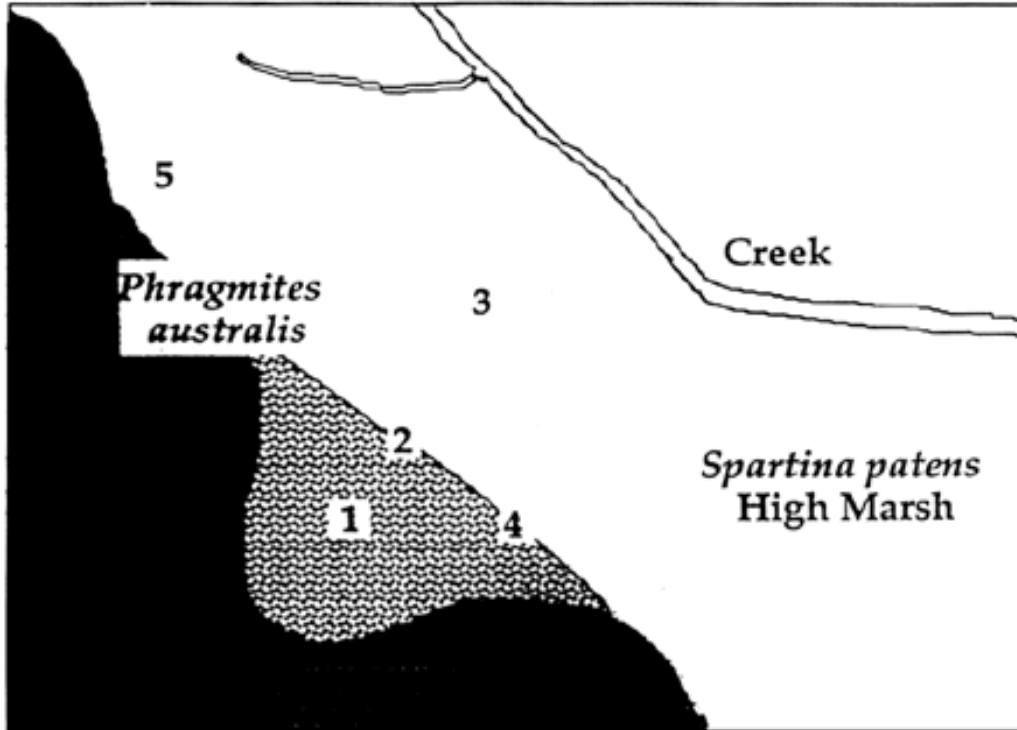 5
Creek
Phragmites
australis
3
2
Spartina patens
High Marsh
1
4